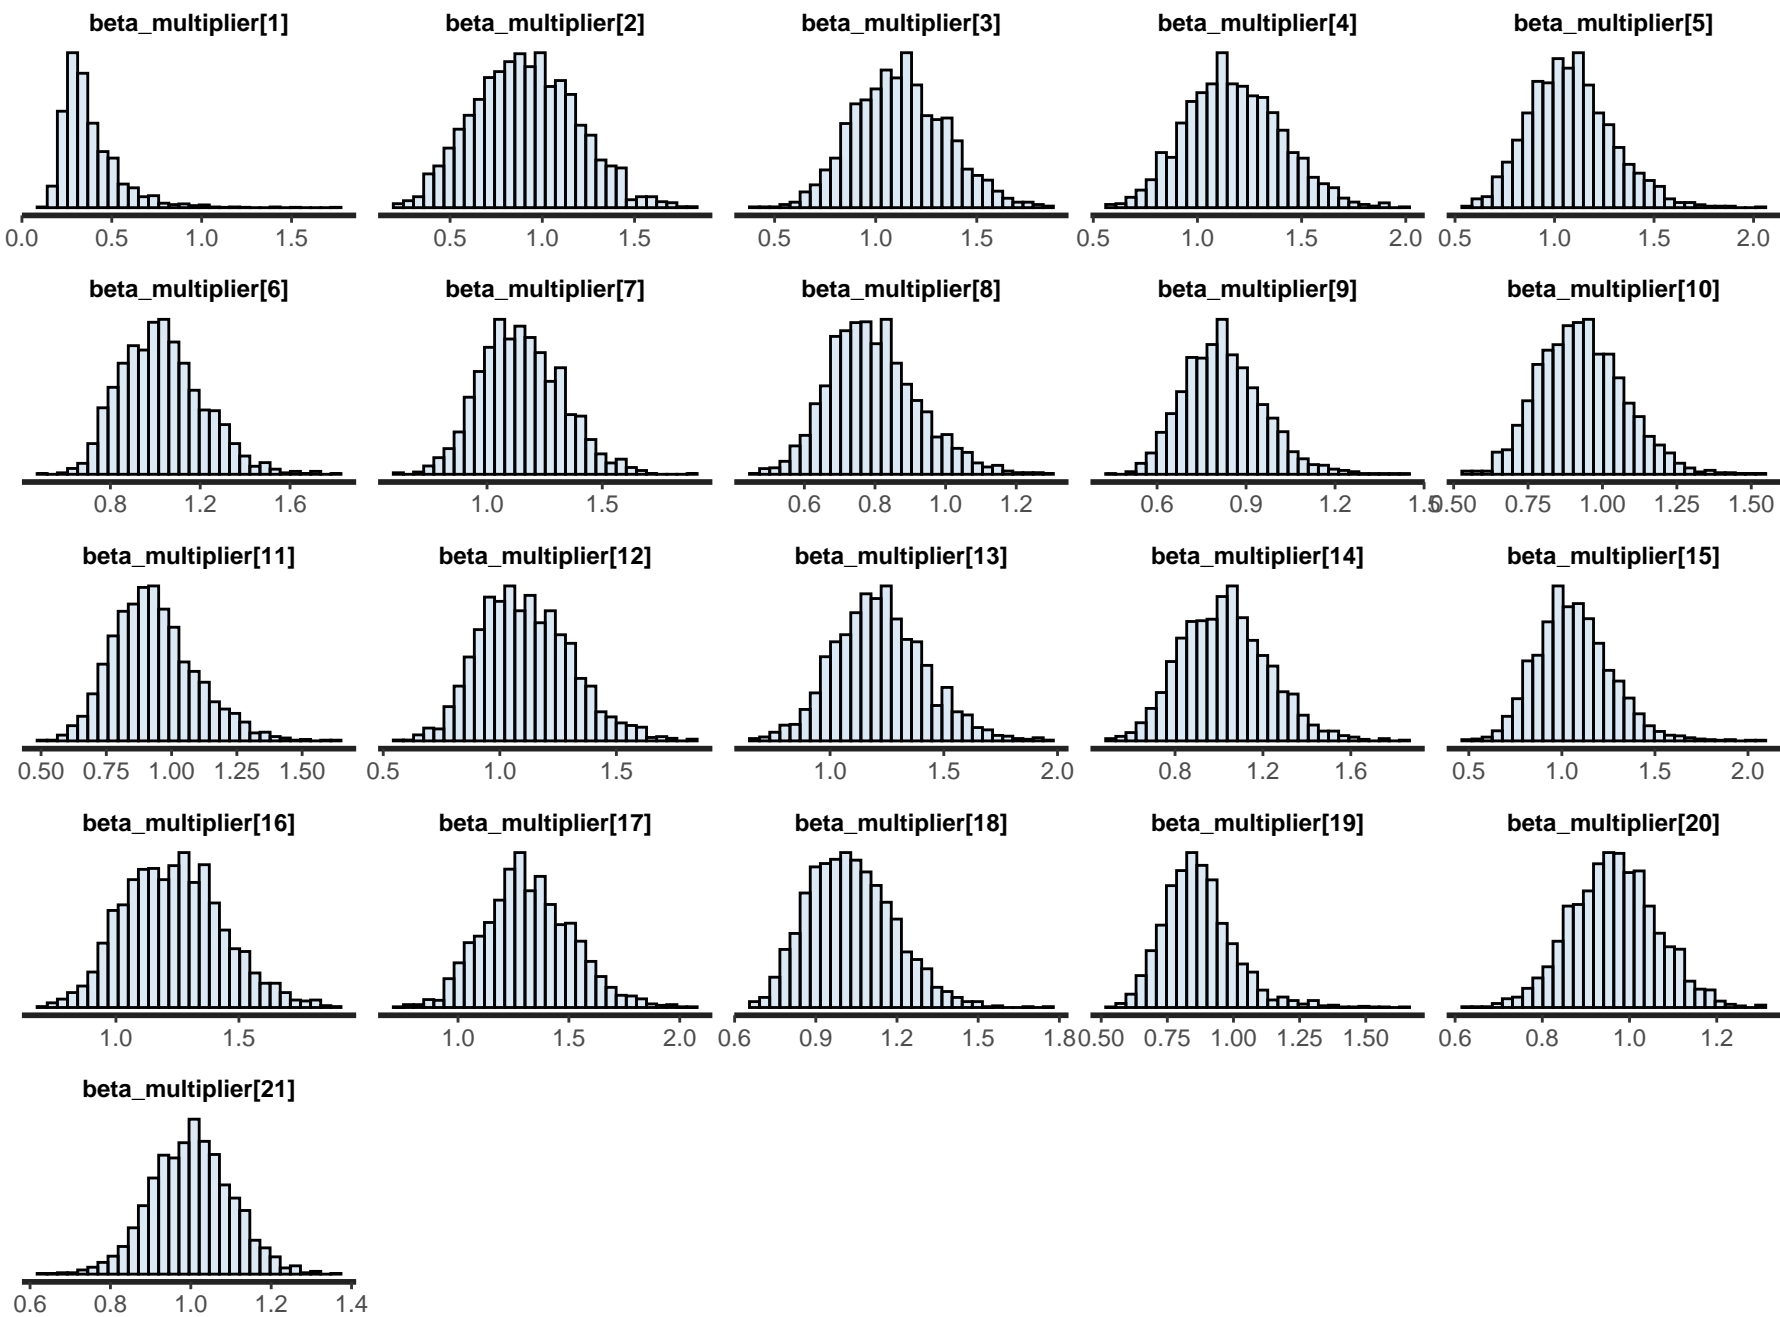 beta_multiplier[1] beta_multiplier[2] beta_multiplier[3] beta_multiplier[4] beta_multiplier[5]
0.0 0.5 1.0 1.5 0.5 1.0 1.5 0.5 1.0 1.5 0.5 1.0 1.5 2.0 0.5 1.0 1.5 2.0
beta_multiplier[6] beta_multiplier[7] beta_multiplier[8] beta_multiplier[9] beta_multiplier[10]
0.8 1.2 1.6 1.0 1.5 0.6 0.8 1.0 1.2 0.6 0.9 1.2 1.5 0.50 0.75 1.00 1.25 1.50
beta_multiplier[11] beta_multiplier[12] beta_multiplier[13] beta_multiplier[14] beta_multiplier[15]
0.50 0.75 1.00 1.25 1.50 0.5 1.0 1.5 1.0 1.5 2.0 0.8 1.2 1.6 0.5 1.0 1.5 2.0
beta_multiplier[16] beta_multiplier[17] beta_multiplier[18] beta_multiplier[19] beta_multiplier[20]
1.0 1.5 1.0 1.5 2.0 0.6 0.9 1.2 1.5 1.8 0.50 0.75 1.00 1.25 1.50 0.6 0.8 1.0 1.2
beta_multiplier[21]
0.6 0.8 1.0 1.2 1.4